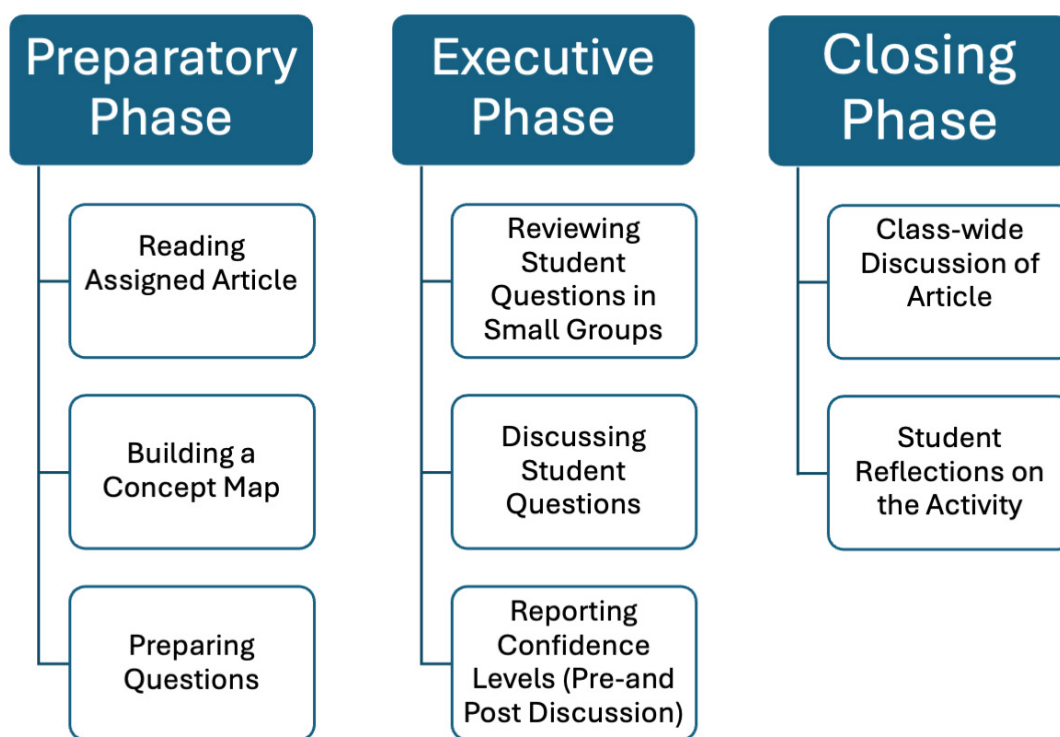 Preparatory
Phase
Reading
Assigned Article
Building a
Concept Map
Preparing
Questions
Executive
Phase
Reviewing
Student
Questions in
Small Groups
Discussing
Student
Questions
Reporting
Confidence
Levels (Pre-and
Post Discussion)
Closing
Phase
Class-wide
Discussion of
Article
Student
Reflections on
the Activity